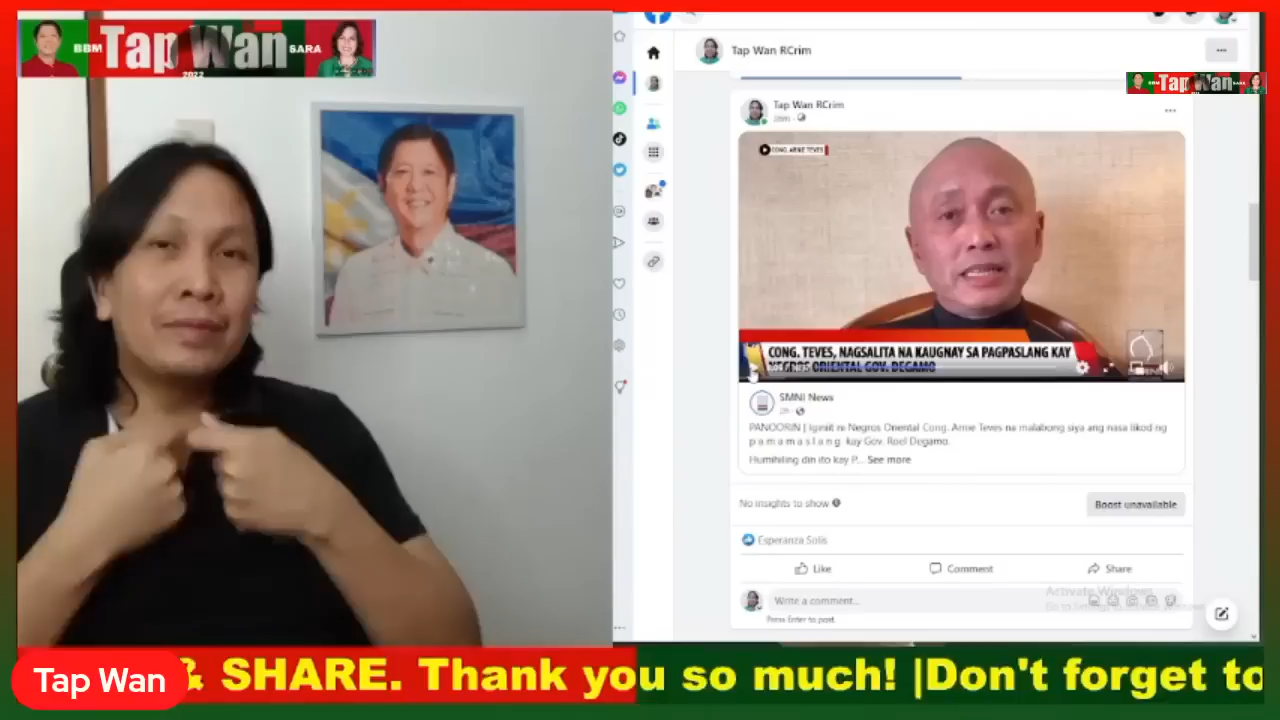 BBM Tap Wan SARA
2022
Tap Wan RCrim
Tap Wan
Tap Wan RCrim
CONG. ARNIE TEVES
CONG. TEVES, NAGSALITA NA KAUGNAY SA PAGPASLANG KAY
NEGROS ORIENTAL GOV. DEGAMO
SMNI News
PANOORIN | Iginiit ni Negros Oriental Cong. Arnie Teves na malabong siya ang nasa likod ng
p a m a m a s l a n g kay Gov. Roel Degamo.
Humihiling din ito kay P... See more
No insights to show
Boost unavailable
Esperanza Solis
Like
Comment
Share
Write a comment...
Press Enter to post.
Activate Windows
Tap Wan
& SHARE. Thank you so much! |Don't forget to